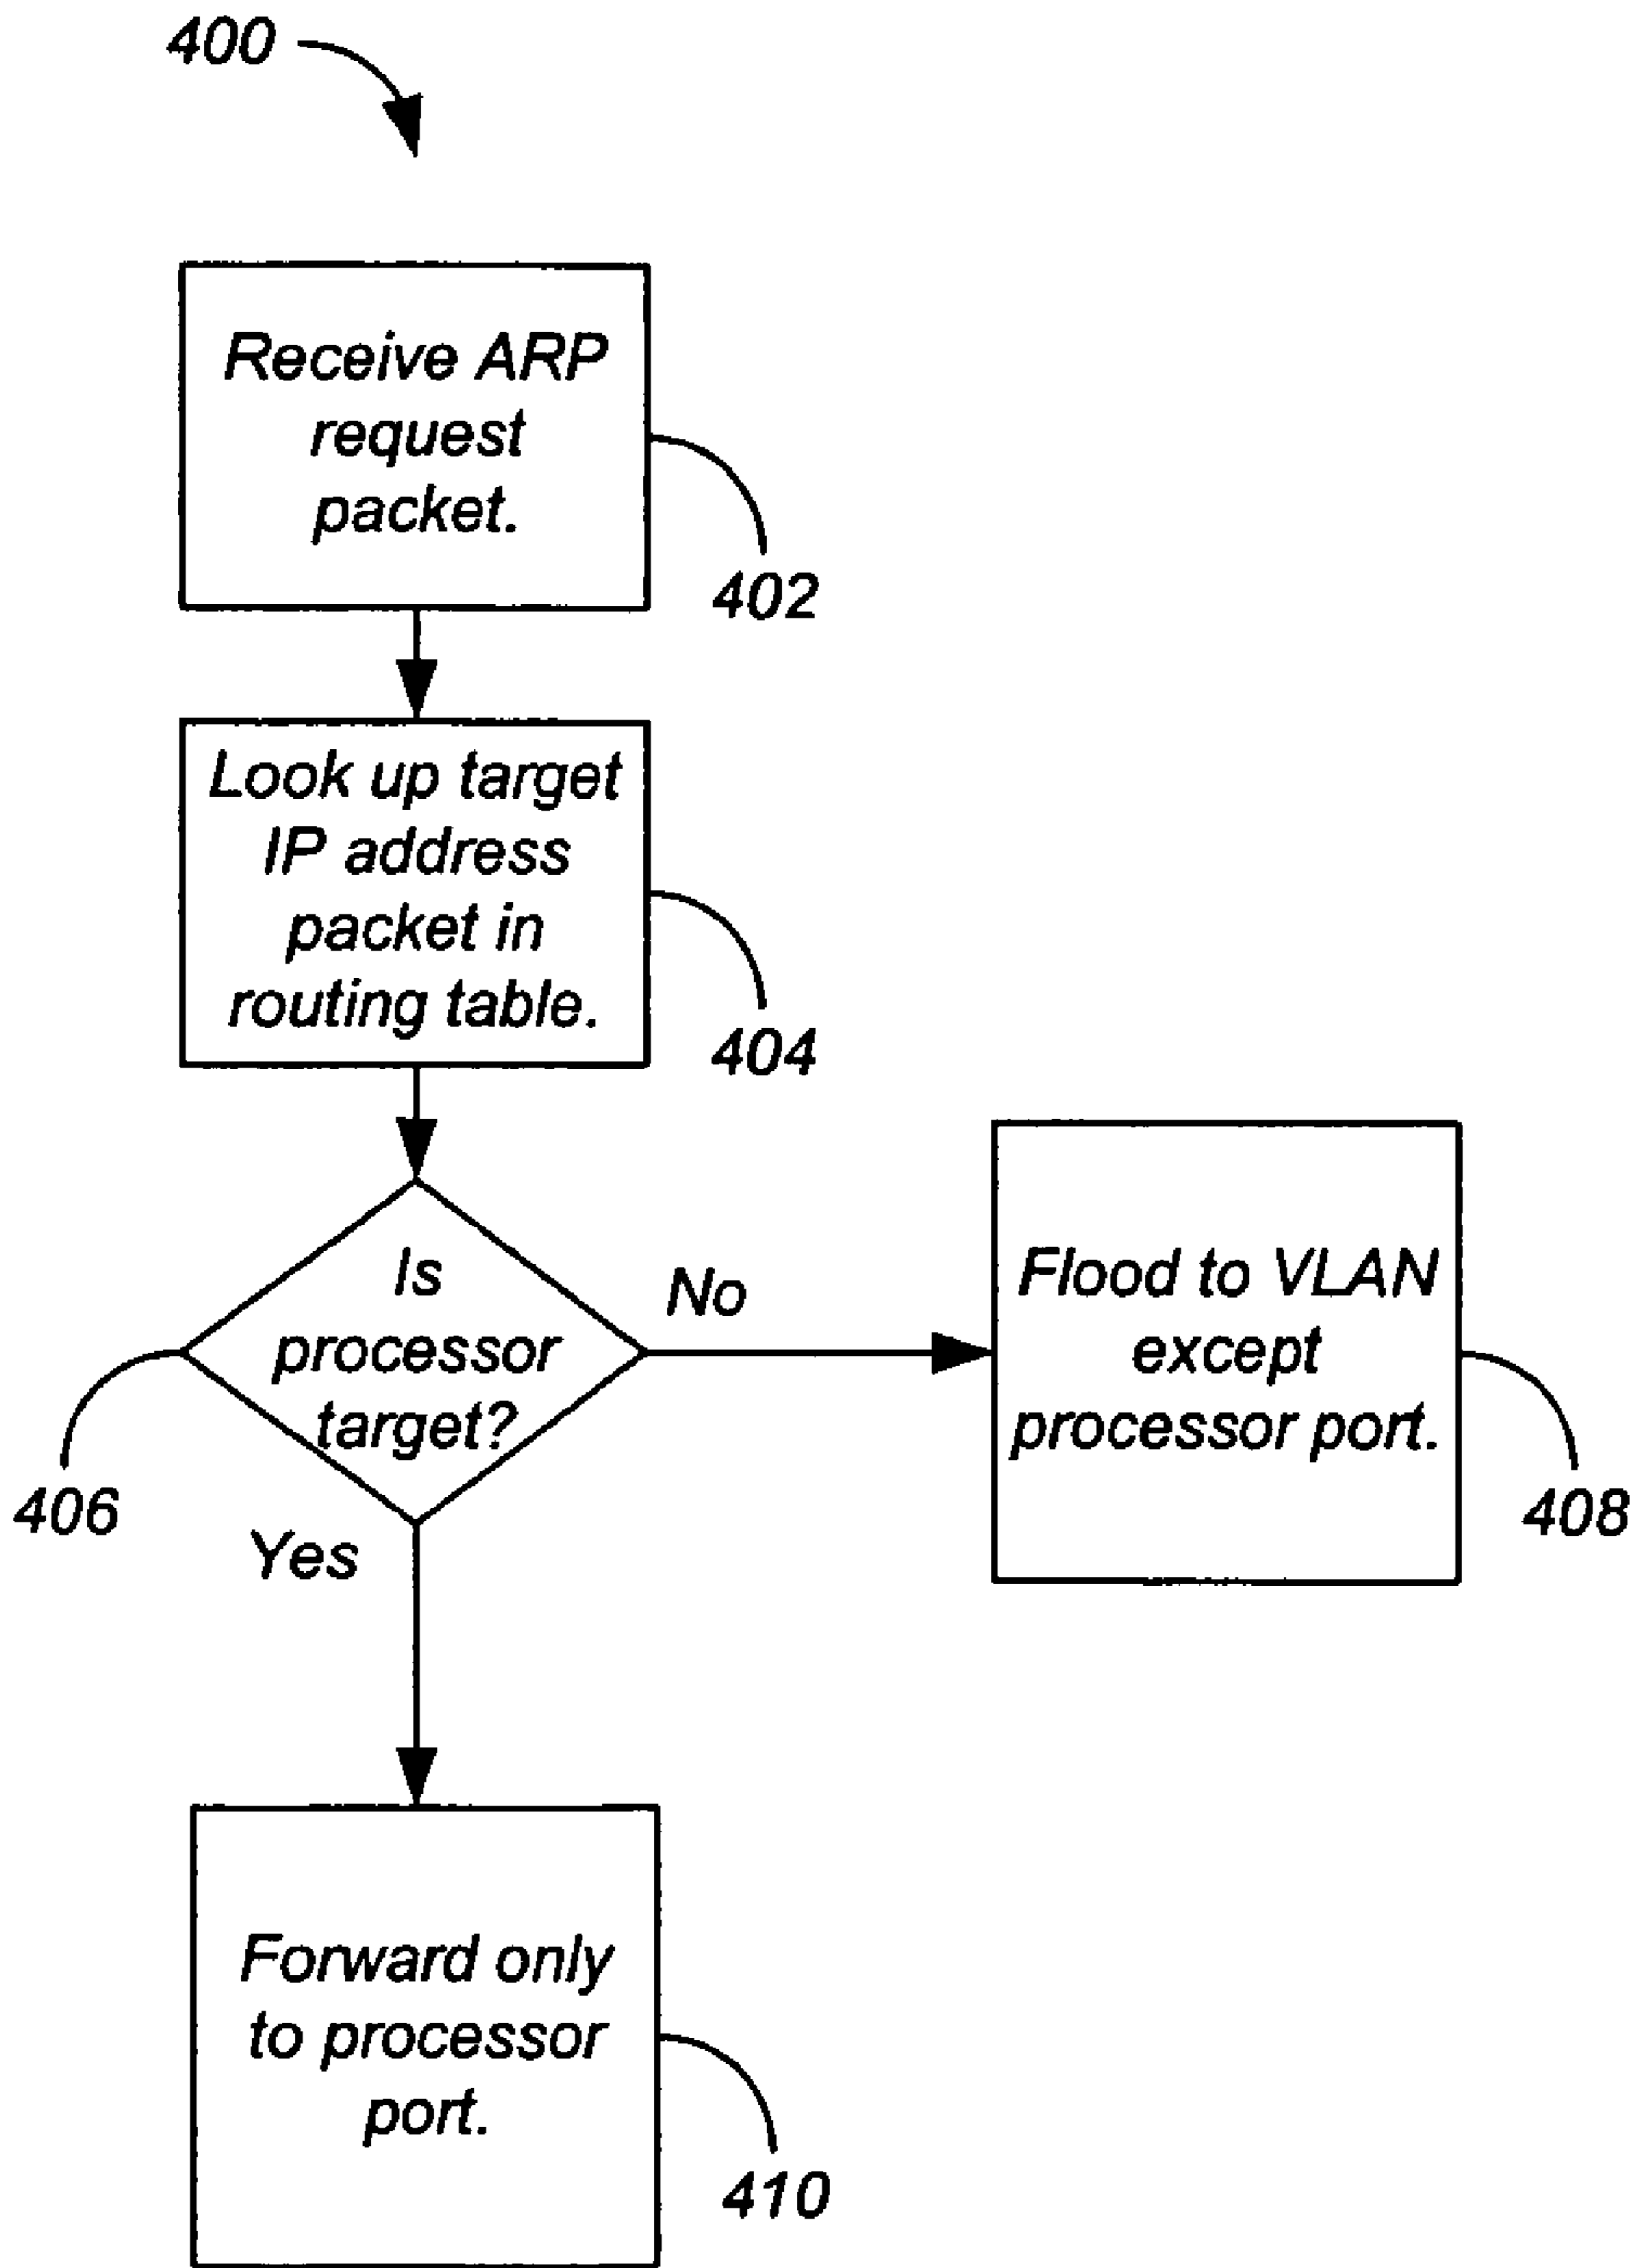 400
Receive ARP
request
packet.
402
Look up target
IP address
packet in
routing table.
404
Is
processor
target?
406
No
Yes
Flood to VLAN
except
processor port.
408
Forward only
to processor
port.
410